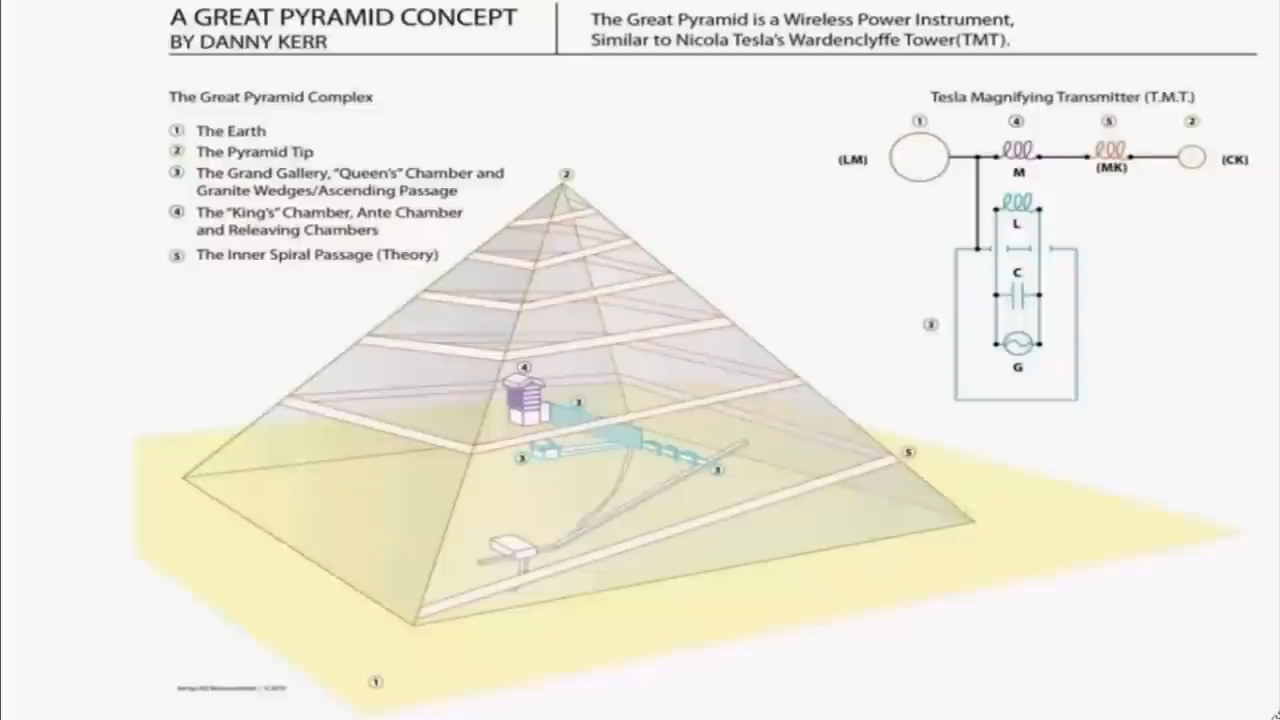 A GREAT PYRAMID CONCEPT
BY DANNY KERR
The Great Pyramid is a Wireless Power Instrument,
Similar to Nicola Tesla's Wardenclyffe Tower(TMT).
The Great Pyramid Complex
1 The Earth
2 The Pyramid Tip
3 The Grand Gallery, "Queen's" Chamber and
Granite Wedges/Ascending Passage
4 The "King's" Chamber, Ante Chamber
and Releaving Chambers
5 The Inner Spiral Passage (Theory)
Tesla Magnifying Transmitter (T.M.T.)
1 4 5 2
(LM) M (MK) (CK)
L
C
3
G
2
4
3
3
3
5
1